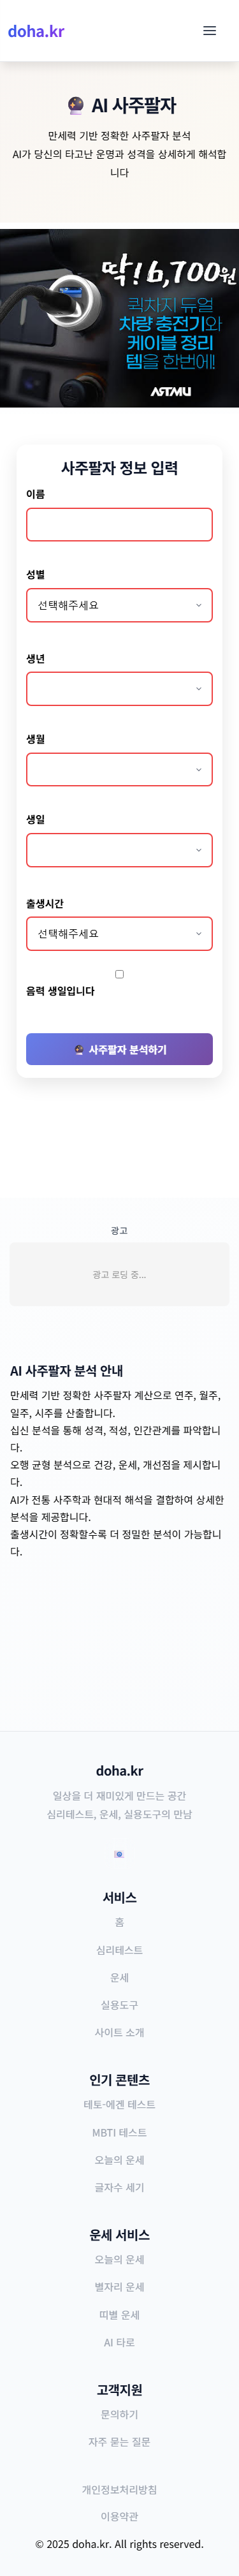 doha.kr
AI 사주팔자
만세력 기반 정확한 사주팔자 분석
AI가 당신의 타고난 운명과 성격을 상세하게 해석합
니다
딱! 6,700원
퀵차지 듀얼
차량 충전기와
케이블 정리
템을 한번에!
ASTMU
사주팔자 정보 입력
이름
성별
선택해주세요
생년
생월
생일
출생시간
선택해주세요
음력 생일입니다
사주팔자 분석하기
광고
광고 로딩 중...
AI 사주팔자 분석 안내
만세력 기반 정확한 사주팔자 계산으로 연주, 월주,
일주, 시주를 산출합니다.
십신 분석을 통해 성격, 적성, 인간관계를 파악합니
다.
오행 균형 분석으로 건강, 운세, 개선점을 제시합니
다.
AI가 전통 사주학과 현대적 해석을 결합하여 상세한
분석을 제공합니다.
출생시간이 정확할수록 더 정밀한 분석이 가능합니
다.
doha.kr
일상을 더 재미있게 만드는 공간
심리테스트, 운세, 실용도구의 만남
서비스
홈
심리테스트
운세
실용도구
사이트 소개
인기 콘텐츠
테토-에겐 테스트
MBTI 테스트
오늘의 운세
글자수 세기
운세 서비스
오늘의 운세
별자리 운세
띠별 운세
AI 타로
고객지원
문의하기
자주 묻는 질문
개인정보처리방침
이용약관
© 2025 doha.kr. All rights reserved.